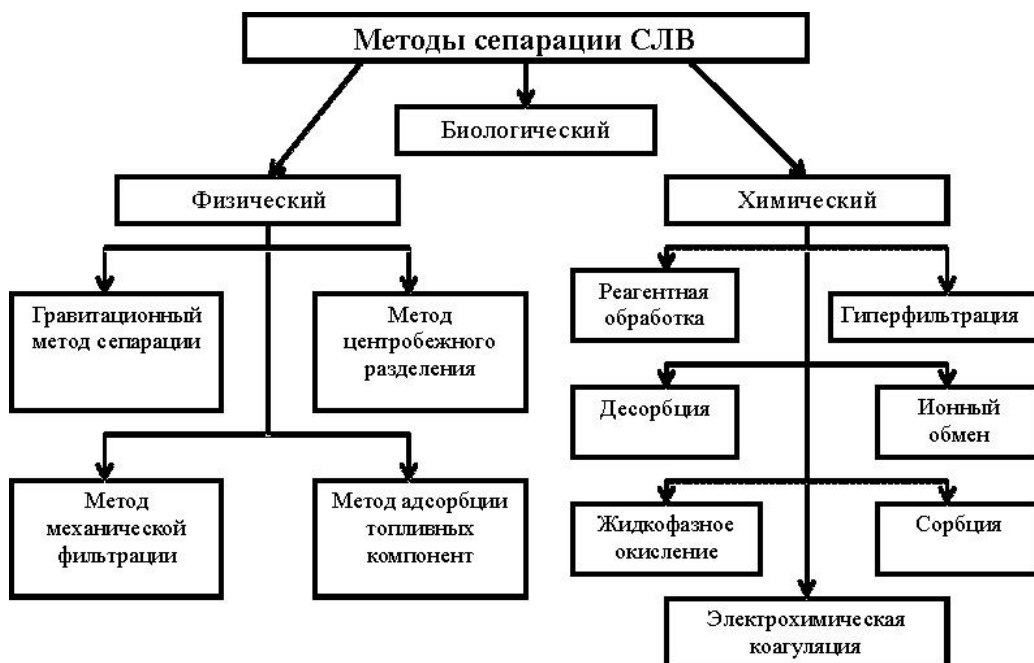 Методы сепарации СЛВ
Биологический
Физический
Химический
Гравитационный
метод сепарации
Метод
центробежного
разделения
Реагентная
обработка
Гиперфильтрация
Десорбция
Ионный
обмен
Метод
механической
фильтрации
Метод адсорбции
топливных
компонент
Жидкофазное
окисление
Сорбция
Электрохимическая
коагуляция